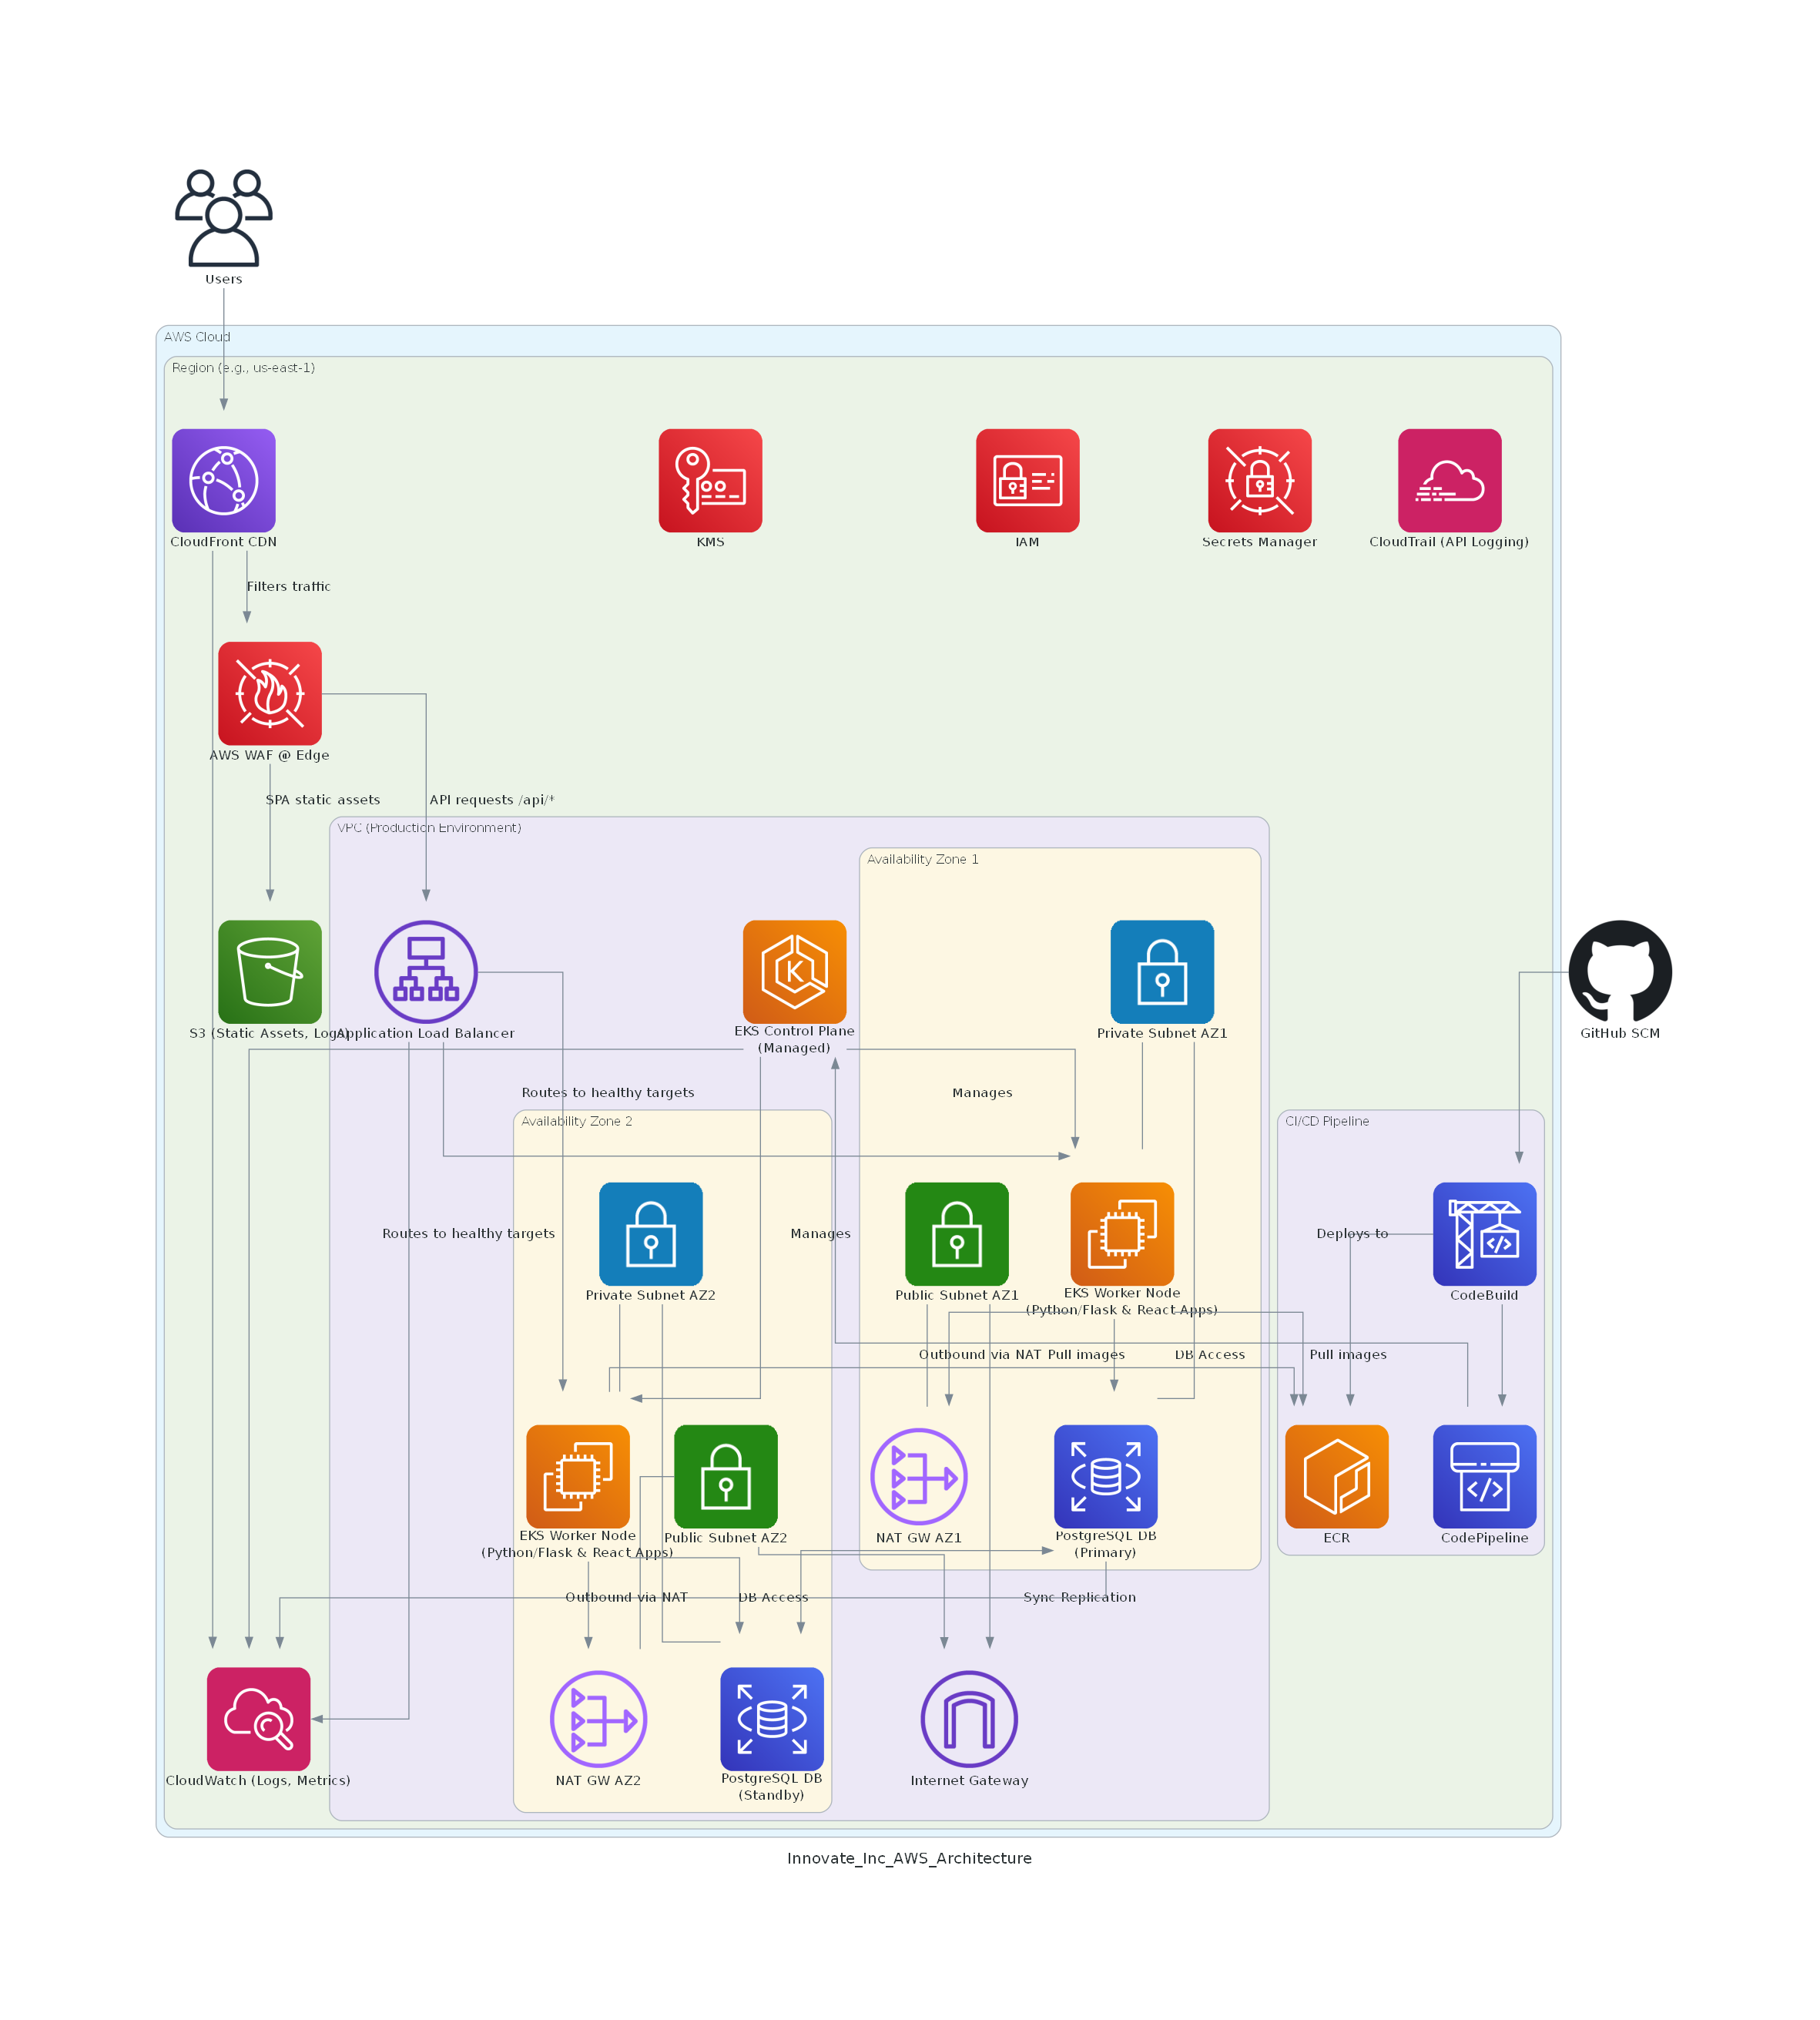 Users
AWS Cloud
Region (e.g., us-east-1)
CloudFront CDN
KMS
IAM
Secrets Manager
CloudTrail (API Logging)
Filters traffic
AWS WAF @ Edge
SPA static assets
API requests /api/*
VPC (Production Environment)
Availability Zone 1
S3 (Static Assets, Logs)
Application Load Balancer
EKS Control Plane
(Managed)
Private Subnet AZ1
GitHub SCM
Routes to healthy targets
Manages
Availability Zone 2
CI/CD Pipeline
Routes to healthy targets
Manages
Deploys to
Private Subnet AZ2
Public Subnet AZ1
EKS Worker Node
(Python/Flask & React Apps)
CodeBuild
Outbound via NAT
Pull images
DB Access
Pull images
EKS Worker Node
(Python/Flask & React Apps)
Public Subnet AZ2
NAT GW AZ1
PostgreSQL DB
(Primary)
ECR
CodePipeline
Outbound via NAT
DB Access
Sync Replication
CloudWatch (Logs, Metrics)
NAT GW AZ2
PostgreSQL DB
(Standby)
Internet Gateway
Innovate_Inc_AWS_Architecture